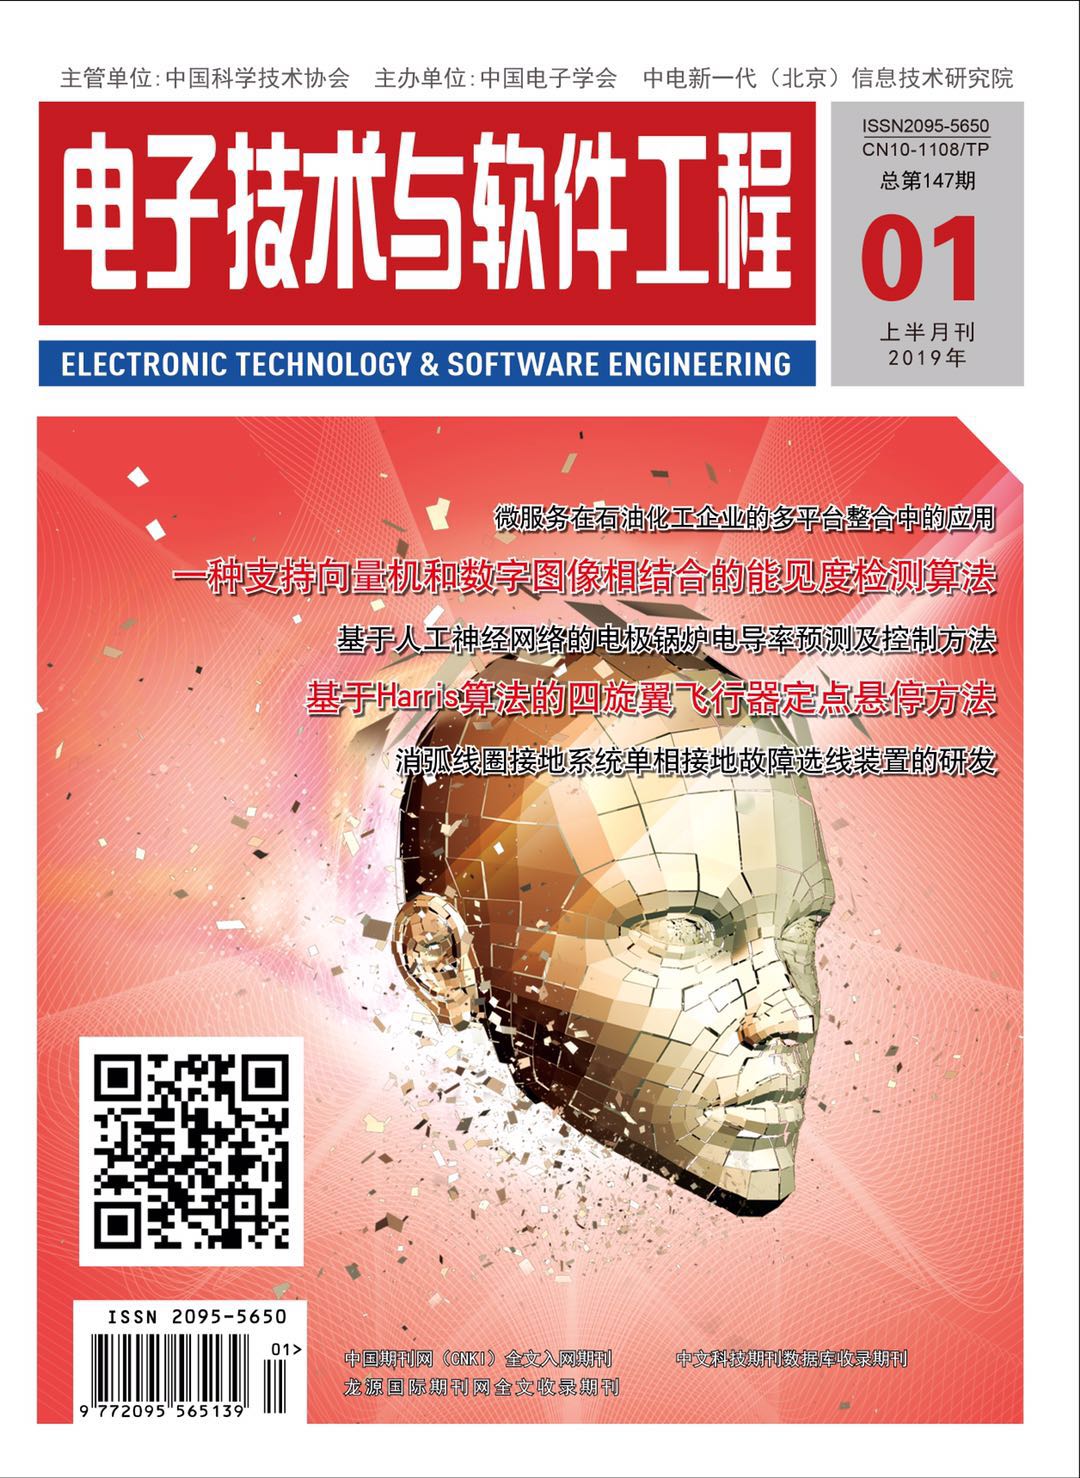 主管单位:中国科学技术协会 主办单位:中国电子学会 中电新一代（北京）信息技术研究院
电子技术与软件工程
ELECTRONIC TECHNOLOGY & SOFTWARE ENGINEERING
ISSN2095-5650
CN10-1108/TP
总第147期
01
上半月刊
2019年
微服务在石油化工企业的多平台整合中的应用
一种支持向量机和数字图像相结合的能见度检测算法
基于人工神经网络的电极锅炉电导率预测及控制方法
基于Harris算法的四旋翼飞行器定点悬停方法
消弧线圈接地系统单相接地故障选线装置的研发
ISSN 2095-5650
01>
9 772095 565139
中国期刊网（CNKI）全文入网期刊 中文科技期刊数据库收录期刊
龙源国际期刊网全文收录期刊